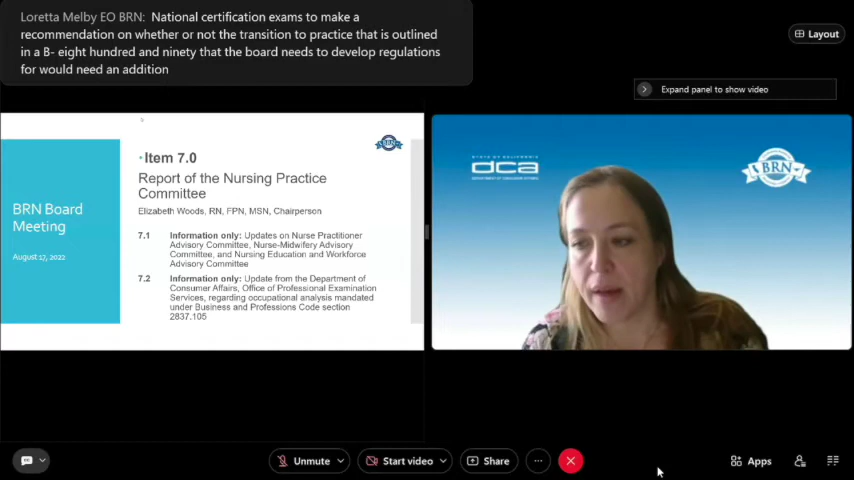 Loretta Melby EO BRN: National certification exams to make a
recommendation on whether or not the transition to practice that is outlined
in a B- eight hundred and ninety that the board needs to develop regulations
for would need an addition
Layout
Expand panel to show video
BRN Board
Meeting
August 17, 2022
•Item 7.0
Report of the Nursing Practice
Committee
Elizabeth Woods, RN, FPN, MSN, Chairperson
7.1 Information only: Updates on Nurse Practitioner
Advisory Committee, Nurse-Midwifery Advisory
Committee, and Nursing Education and Workforce
Advisory Committee
7.2 Information only: Update from the Department of
Consumer Affairs, Office of Professional Examination
Services, regarding occupational analysis mandated
under Business and Professions Code section
2837.105
BRN
dca
BRN
Unmute
Start video
Share
Apps